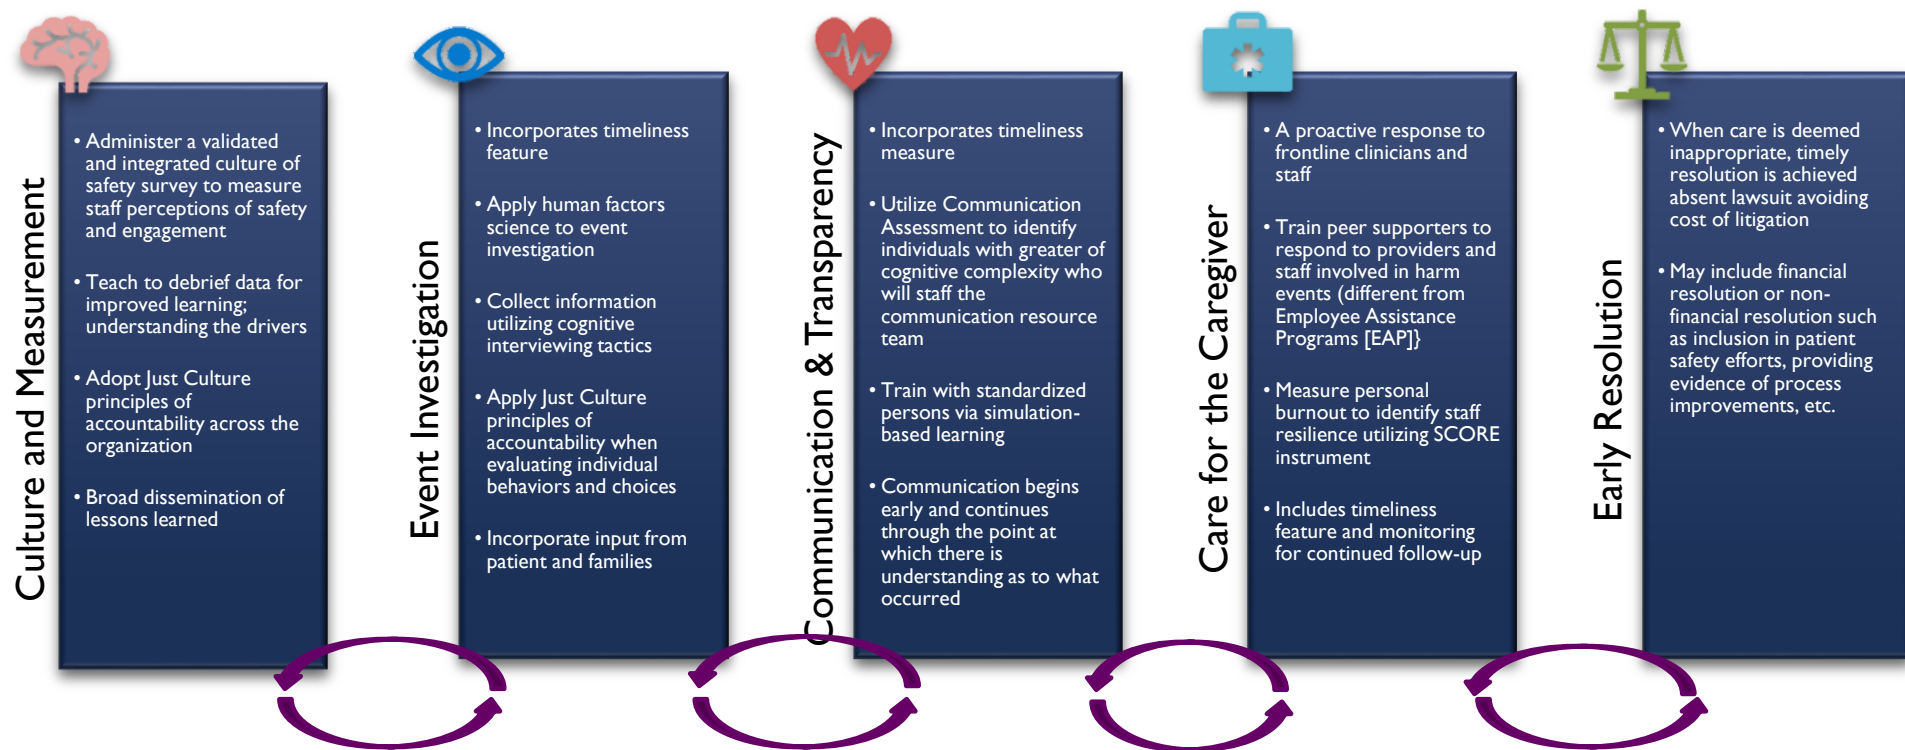 Culture and Measurement
• Administer a validated
and integrated culture of
safety survey to measure
staff perceptions of safety
and engagement
• Teach to debrief data for
improved learning;
understanding the drivers
• Adopt Just Culture
principles of
accountability across the
organization
• Broad dissemination of
lessons learned
Event Investigation
• Incorporates timeliness
feature
• Apply human factors
science to event
investigation
• Collect information
utilizing cognitive
interviewing tactics
• Apply Just Culture
principles of
accountability when
evaluating individual
behaviors and choices
• Incorporate input from
patient and families
Communication & Transparency
• Incorporates timeliness
measure
• Utilize Communication
Assessment to identify
individuals with greater of
cognitive complexity who
will staff the
communication resource
team
• Train with standardized
persons via simulation-
based learning
• Communication begins
early and continues
through the point at
which there is
understanding as to what
occurred
Care for the Caregiver
• A proactive response to
frontline clinicians and
staff
• Train peer supporters to
respond to providers and
staff involved in harm
events (different from
Employee Assistance
Programs [EAP]}
• Measure personal
burnout to identify staff
resilience utilizing SCORE
instrument
• Includes timeliness
feature and monitoring
for continued follow-up
Early Resolution
• When care is deemed
inappropriate, timely
resolution is achieved
absent lawsuit avoiding
cost of litigation
• May include financial
resolution or non-
financial resolution such
as inclusion in patient
safety efforts, providing
evidence of process
improvements, etc.